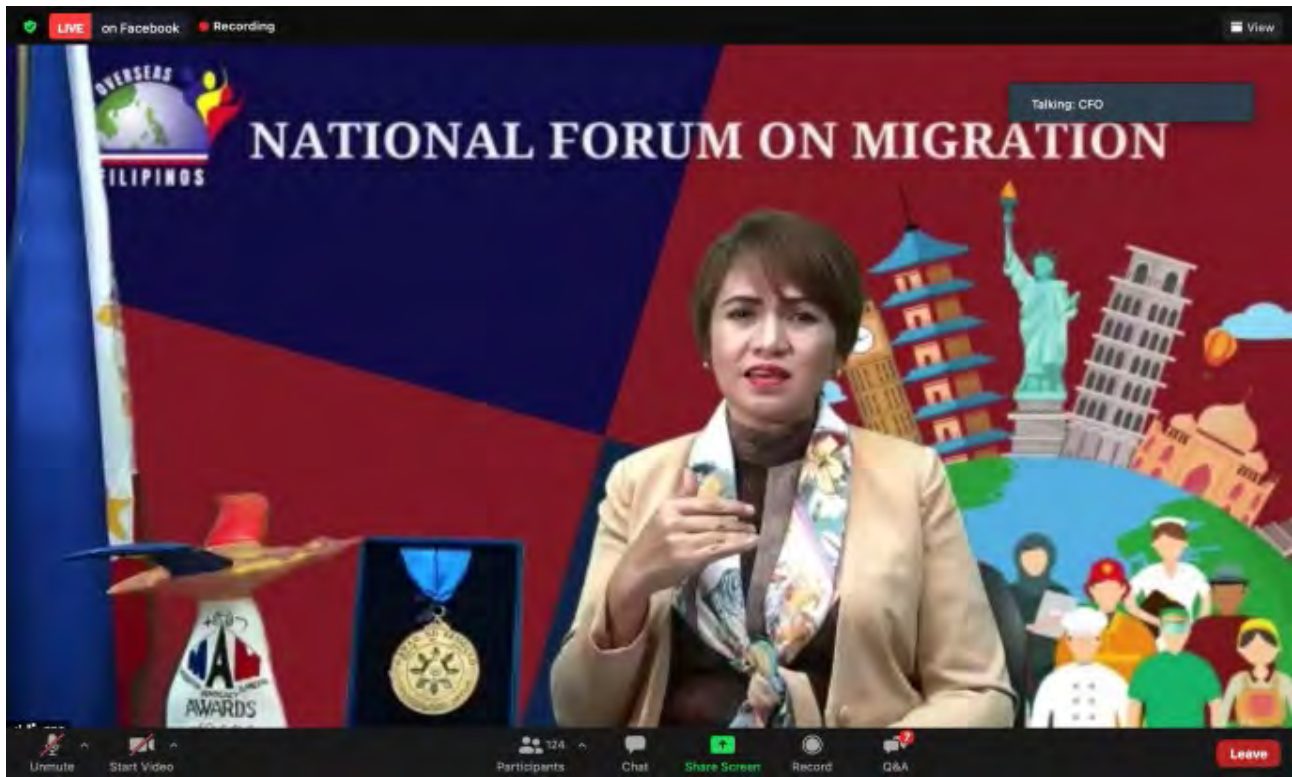 LIVE on Facebook Recording
View
OVERSEAS
FILIPINOS
Talking: CFO
NATIONAL FORUM ON MIGRATION
AWARDS
124
7
Unmute
Start Video
Participants
Chat
Share Screen
Record
Q&A
Leave